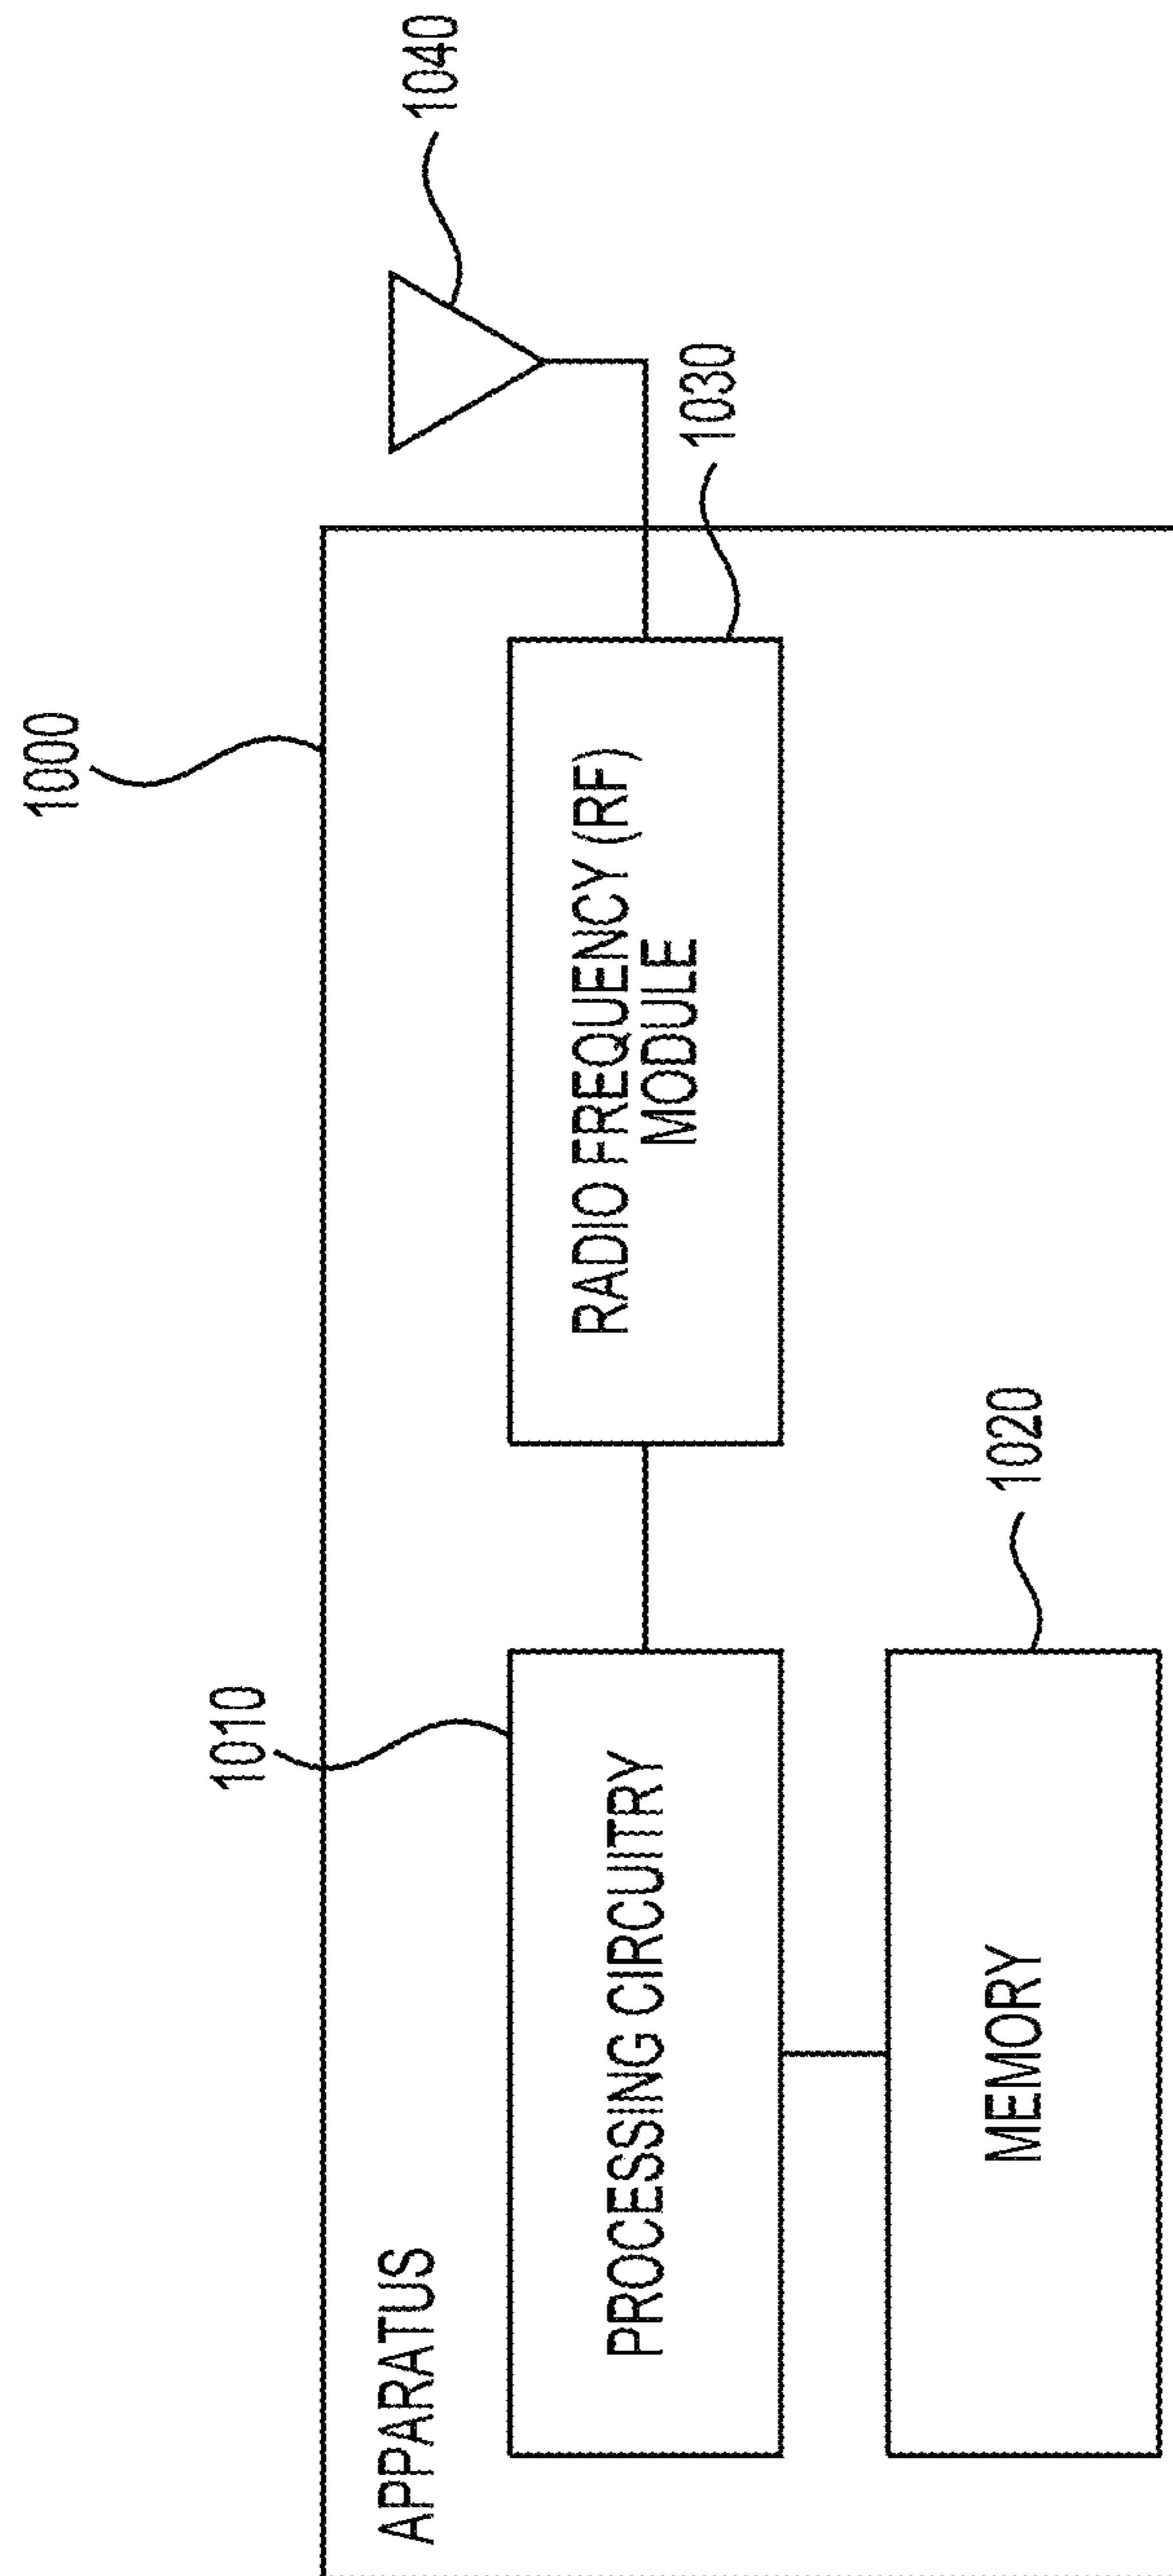 1000
APPARATUS
1010
PROCESSING CIRCUITRY
RADIO FREQUENCY (RF)
MODULE
1040
1030
MEMORY
1020